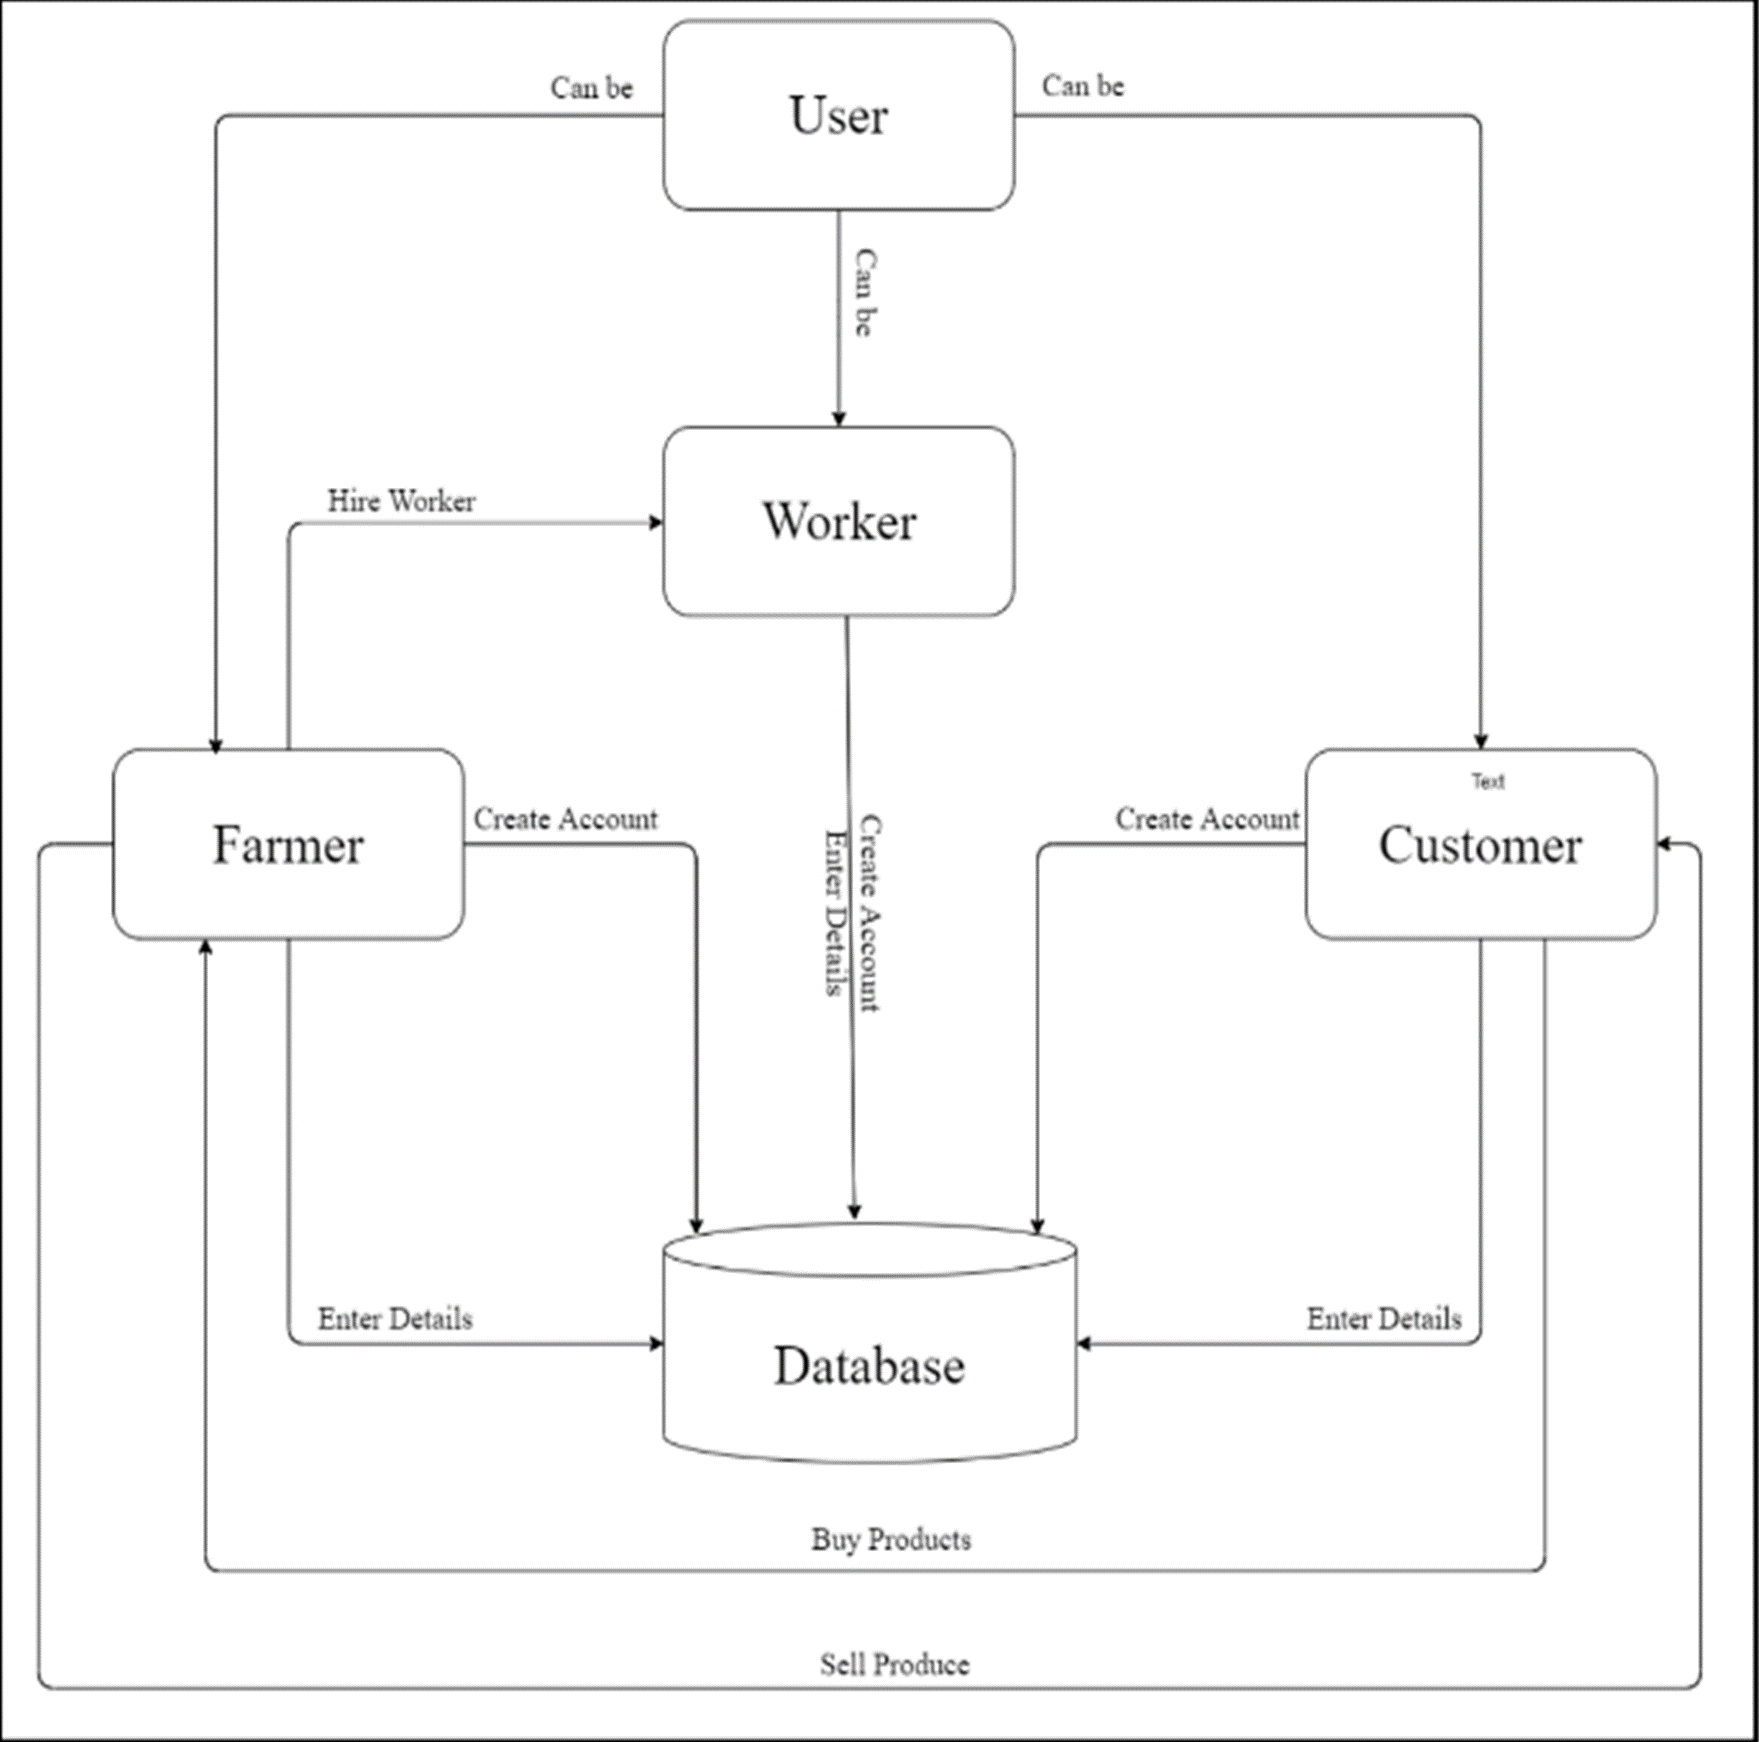 Can be
User
Can be
Can be
Hire Worker
Worker
Farmer
Create Account
Create Account
Enter Details
Create Account
Text
Customer
Enter Details
Database
Enter Details
Buy Products
Sell Produce